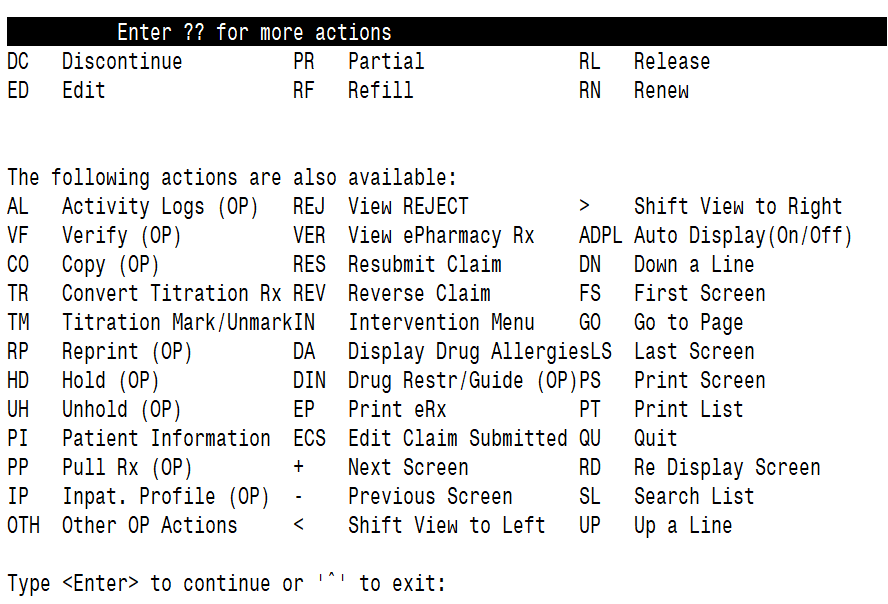 Enter ?? for more actions
DC   Discontinue          PR   Partial              RL   Release
ED   Edit                 RF   Refill               RN   Renew
The following actions are also available:
AL   Activity Logs (OP)   REJ  View REJECT          >    Shift View to Right
VF   Verify (OP)          VER  View ePharmacy Rx    ADPL Auto Display(On/Off)
CO   Copy (OP)            RES  Resubmit Claim       DN   Down a Line
TR   Convert Titration Rx REV  Reverse Claim        FS   First Screen
TM   Titration Mark/UnmarkIN   Intervention Menu    GO   Go to Page
RP   Reprint (OP)         DA   Display Drug AllergiesLS  Last Screen
HD   Hold (OP)            DIN  Drug Restr/Guide (OP)PS   Print Screen
UH   Unhold (OP)          EP   Print eRx            PT   Print List
PI   Patient Information  ECS  Edit Claim Submitted QU   Quit
PP   Pull Rx (OP)         +    Next Screen          RD   Re Display Screen
IP   Inpat. Profile (OP)  -    Previous Screen      SL   Search List
OTH  Other OP Actions     <    Shift View to Left   UP   Up a Line
Type <Enter> to continue or '^' to exit: